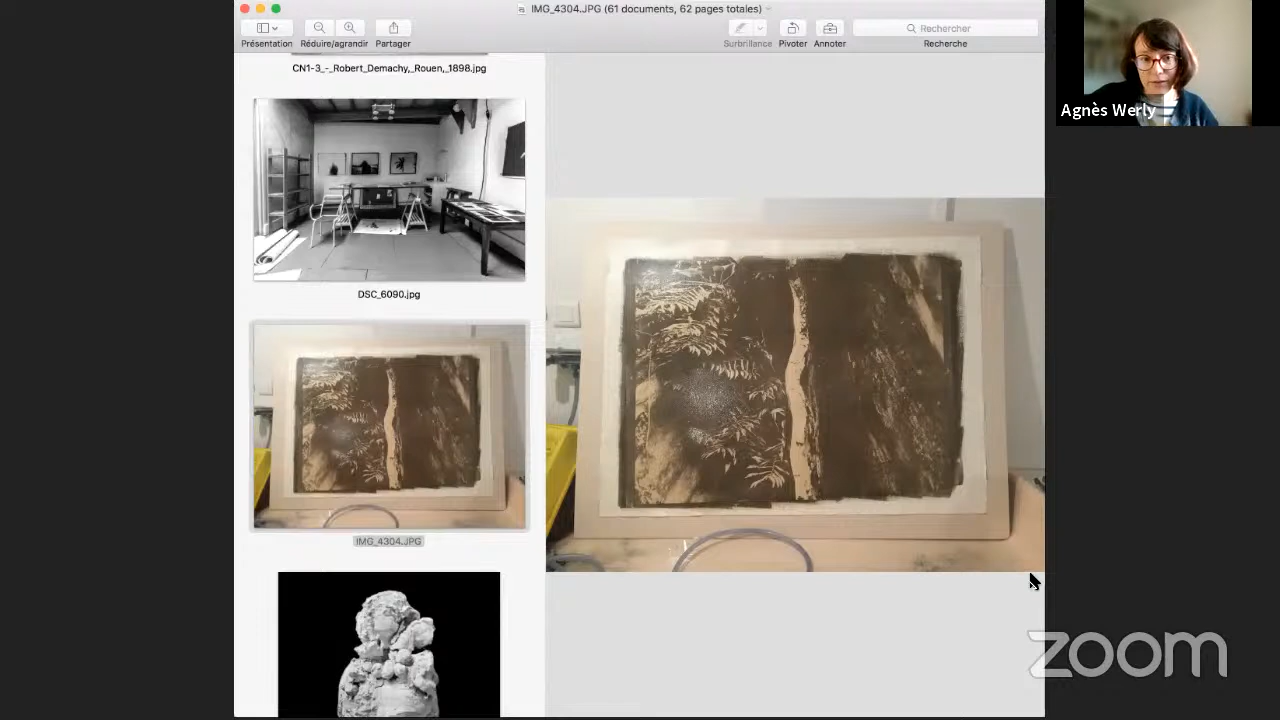 IMG_4304.JPG (61 documents, 62 pages totales)
Présentation
Réduire/agrandir
Partager
Surbrillance
Pivoter
Annoter
Rechercher
Recherche
CN1-3_-_Robert_Demachy,_Rouen,_1898.jpg
DSC_6090.jpg
IMG_4304.JPG
Agnès Werly
zoom